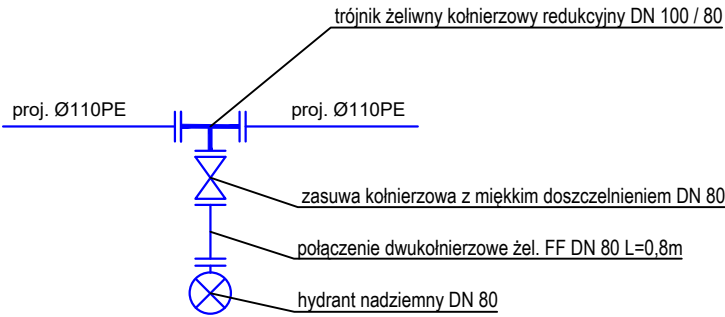 trójnik żeliwny kołnierzowy redukcyjny DN 100 / 80
proj. Ø110PE
proj. Ø110PE
zasuwa kołnierzowa z miękkim doszczelnieniem DN 80
połączenie dwukołnierzowe żel. FF DN 80 L=0,8m
hydrant nadziemny DN 80